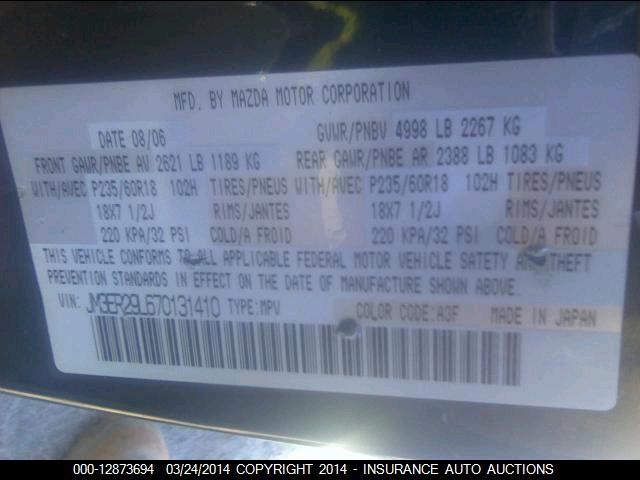 MFD. BY MAZDA MOTOR CORPORATION
DATE 08/06 GVWR/PNBV 4998 LB 2267 KG
FRONT GAWR/PNBE AV 2621 LB 1189 KG REAR GAWR/PNBE AR 2388 LB 1083 KG
WITH/AVEC P235/60R18 102H TIRES/PNEUS WITH/AVEC P235/60R18 102H TIRES/PNEUS
18X7 1/2J RIMS/JANTES 18X7 1/2J RIMS/JANTES
220 KPA/32 PSI COLD/A FROID 220 KPA/32 PSI COLD/A FROID
THIS VEHICLE CONFORMS TO ALL APPLICABLE FEDERAL MOTOR VEHICLE SAFETY AND THEFT
PREVENTION STANDARDS IN EFFECT ON THE DATE OF MANUFACTURE SHOWN ABOVE.
VIN: JM3ER29L670131410 TYPE: MPV COLOR CODE: A3F MADE IN JAPAN
000-12873694 03/24/2014 COPYRIGHT 2014 - INSURANCE AUTO AUCTIONS